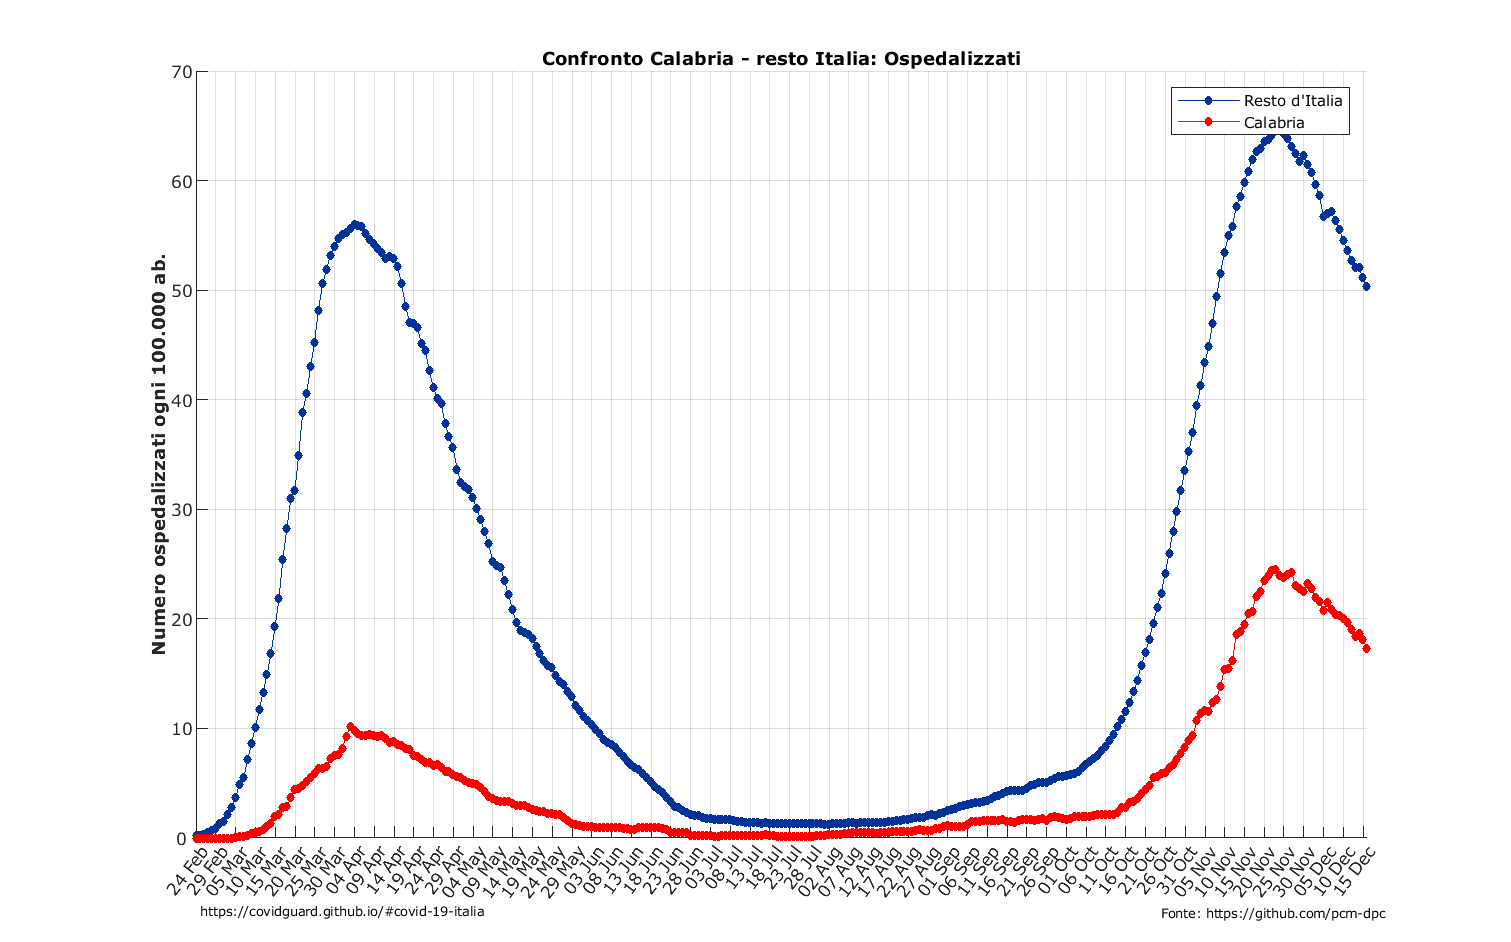 Confronto Calabria - resto Italia: Ospedalizzati
Resto d'Italia
Calabria
Numero ospedalizzati ogni 100.000 ab.
70
60
50
40
30
20
10
0
24 Feb
29 Feb
05 Mar
10 Mar
15 Mar
20 Mar
25 Mar
30 Mar
04 Apr
09 Apr
14 Apr
19 Apr
24 Apr
29 Apr
04 May
09 May
14 May
19 May
24 May
29 May
03 Jun
08 Jun
13 Jun
18 Jun
23 Jun
28 Jun
03 Jul
08 Jul
13 Jul
18 Jul
23 Jul
28 Jul
02 Aug
07 Aug
12 Aug
17 Aug
22 Aug
27 Aug
01 Sep
06 Sep
11 Sep
16 Sep
21 Sep
26 Sep
01 Oct
06 Oct
11 Oct
16 Oct
21 Oct
26 Oct
31 Oct
05 Nov
10 Nov
15 Nov
20 Nov
25 Nov
30 Nov
05 Dec
10 Dec
15 Dec
https://covidguard.github.io/#covid-19-italia
Fonte: https://github.com/pcm-dpc